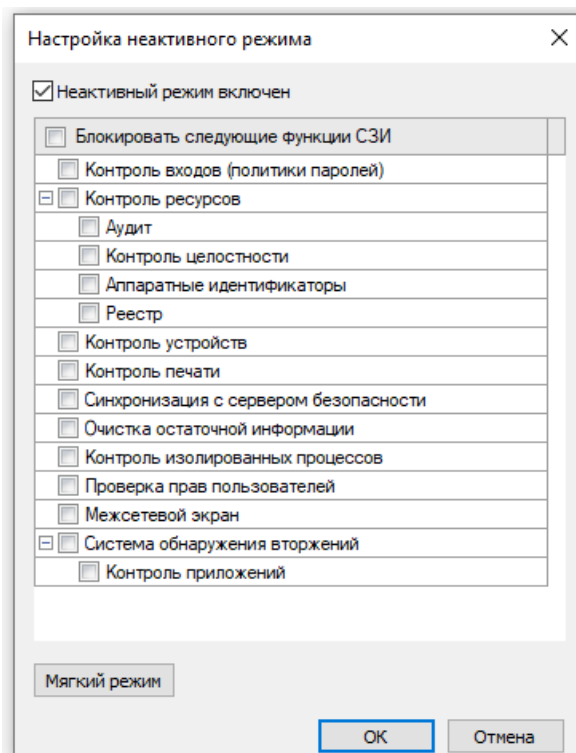 Настройка неактивного режима
Неактивный режим включен
Блокировать следующие функции СЗИ
Контроль входов (политики паролей)
Контроль ресурсов
Аудит
Контроль целостности
Аппаратные идентификаторы
Реестр
Контроль устройств
Контроль печати
Синхронизация с сервером безопасности
Очистка остаточной информации
Контроль изолированных процессов
Проверка прав пользователей
Межсетевой экран
Система обнаружения вторжений
Контроль приложений
Мягкий режим
ОК Отмена